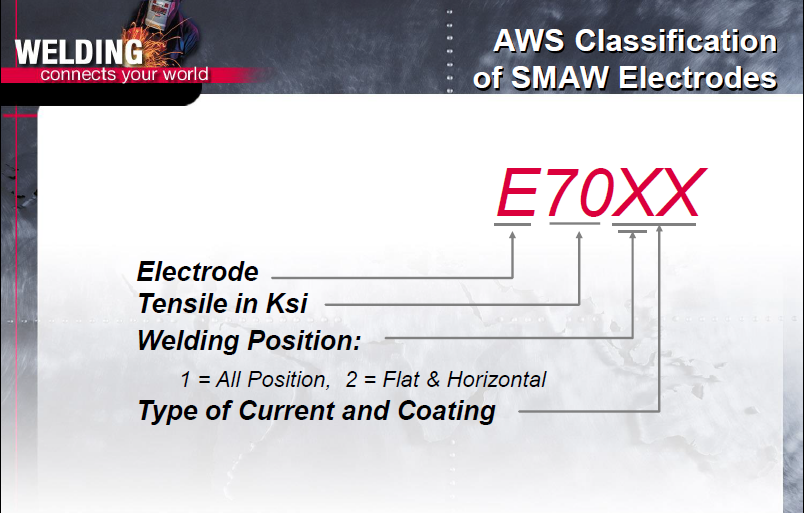 WELDING
connects your world
AWS Classification
of SMAW Electrodes
E70XX
Electrode
Tensile in Ksi
Welding Position:
1 = All Position, 2 = Flat & Horizontal
Type of Current and Coating